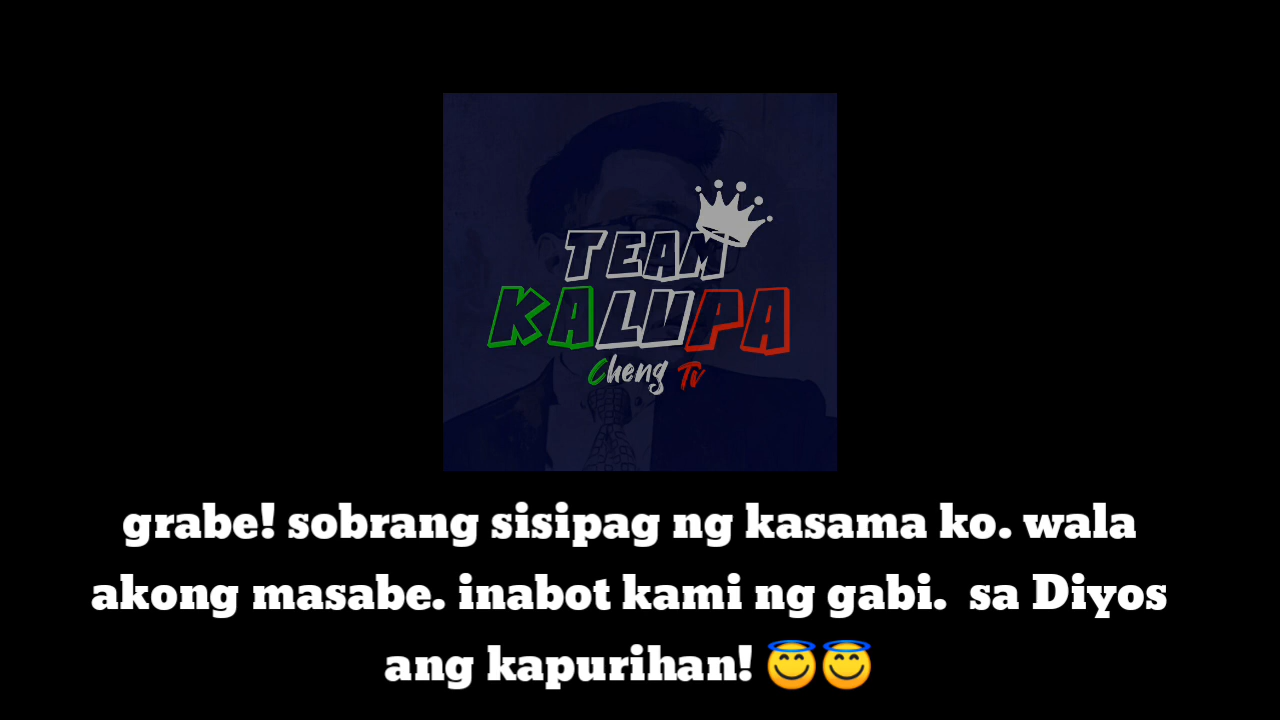 TEAM
KALUPA
Cheng Tv
grabe! sobrang sisipag ng kasama ko. wala
akong masabe. inabot kami ng gabi.  sa Diyos
ang kapurihan! 😇😇